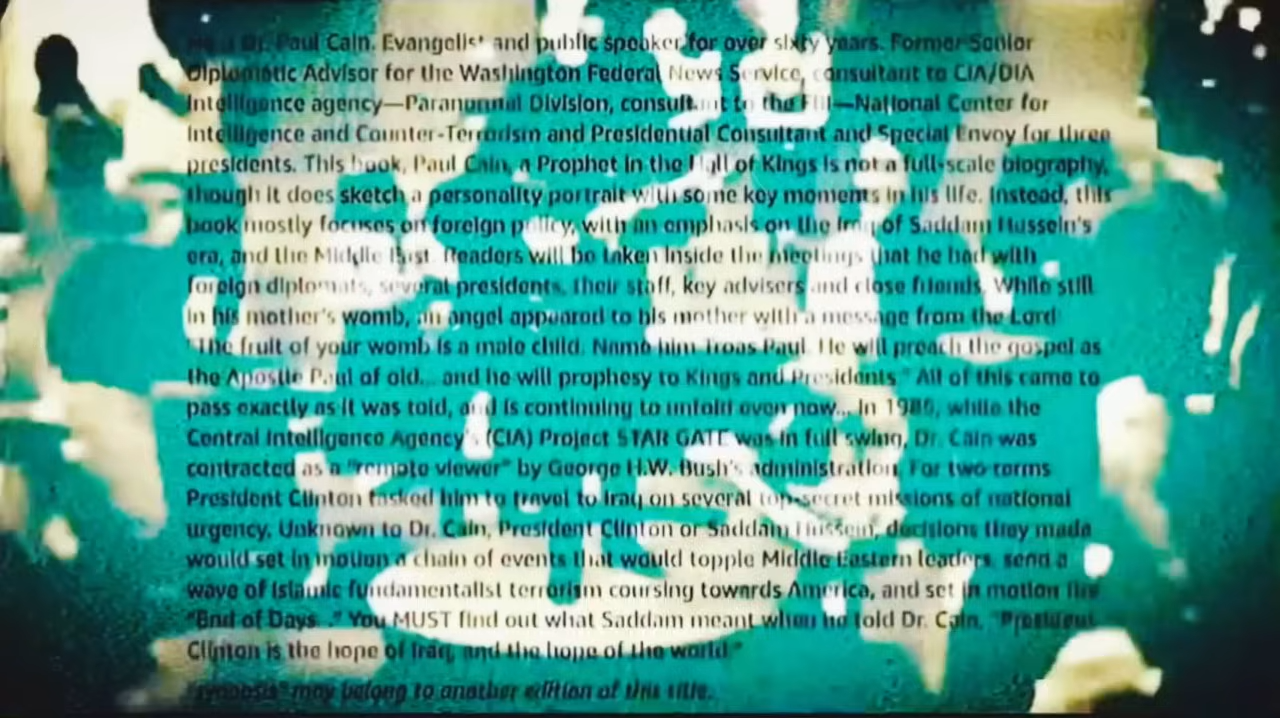 Dr. Paul Cain. Evangelist and public speaker for over sixty years. Former Senior
Diplomatic Advisor for the Washington Federal News Service, consultant to CIA/DIA
Intelligence agency—Paranormal Division, consultant to the FBI—National Center for
Intelligence and Counter-Terrorism and Presidential Consultant and Special Envoy for three
presidents. This book, Paul Cain, a Prophet in the Hall of Kings is not a full-scale biography,
though it does sketch a personality portrait with some key moments in his life. Instead, this
book mostly focuses on foreign policy, with an emphasis on the Iraq of Saddam Hussein's
era, and the Middle East. Readers will be taken inside the meetings that he had with
foreign diplomats, several presidents, their staff, key advisers and close friends. While still
in his mother's womb, an angel appeared to his mother with a message from the Lord
"The fruit of your womb is a male child. Name him Troas Paul. He will preach the gospel as
the Apostle Paul of old... and he will prophesy to Kings and Presidents." All of this came to
pass exactly as it was told, and is continuing to unfold even now... In 1986, while the
Central Intelligence Agency's (CIA) Project STAR GATE was in full swing, Dr. Cain was
contracted as a "remote viewer" by George H.W. Bush's administration. For two terms
President Clinton tasked him to travel to Iraq on several top-secret missions of national
urgency. Unknown to Dr. Cain, President Clinton or Saddam Hussein, decisions they made
would set in motion a chain of events that would topple Middle Eastern leaders, send a
wave of Islamic fundamentalist terrorism coursing towards America, and set in motion the
"End of Days..." You MUST find out what Saddam meant when he told Dr. Cain, "President
Clinton is the hope of Iraq, and the hope of the world."
"synopsis" may belong to another edition of this title.